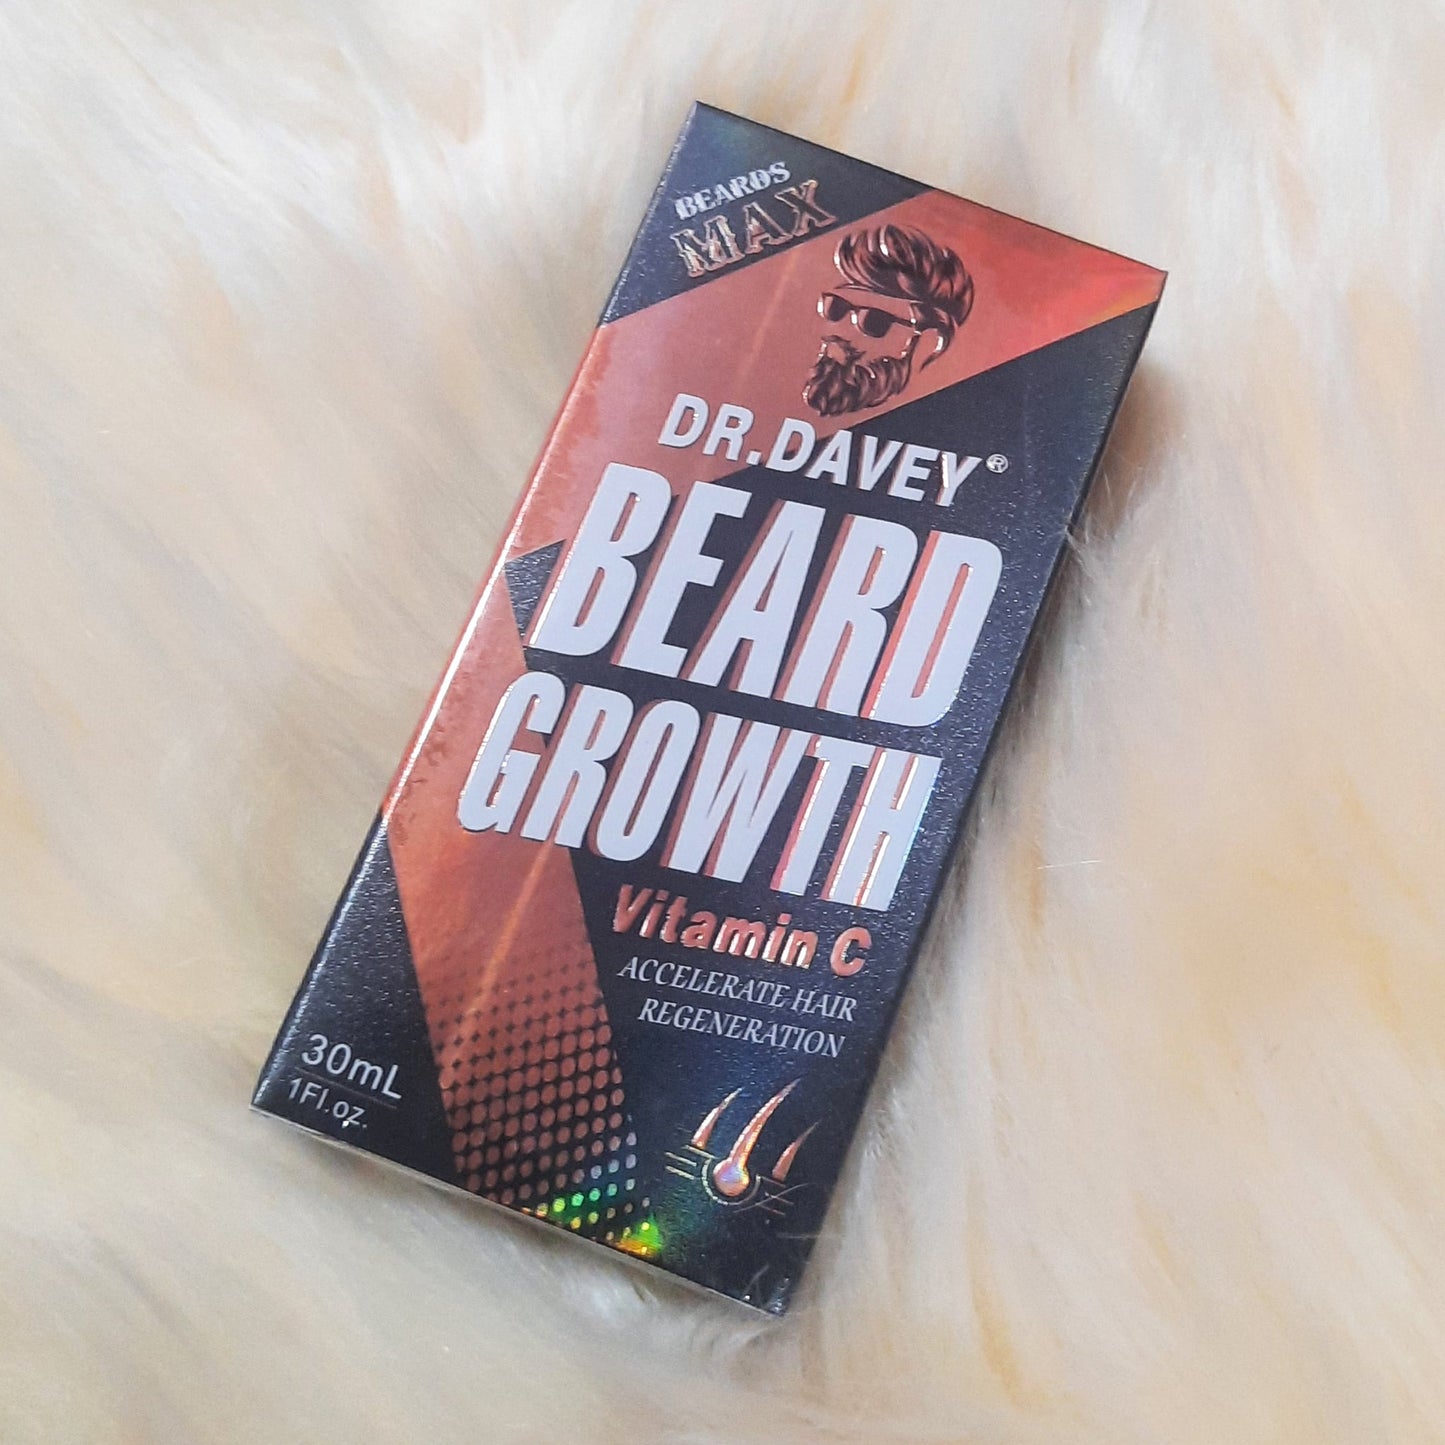 BEARDS
MAX
DR.DAVEY®
BEARD
GROWTH
Vitamin C
ACCELERATE HAIR
REGENERATION
30mL
1Fl.oz.